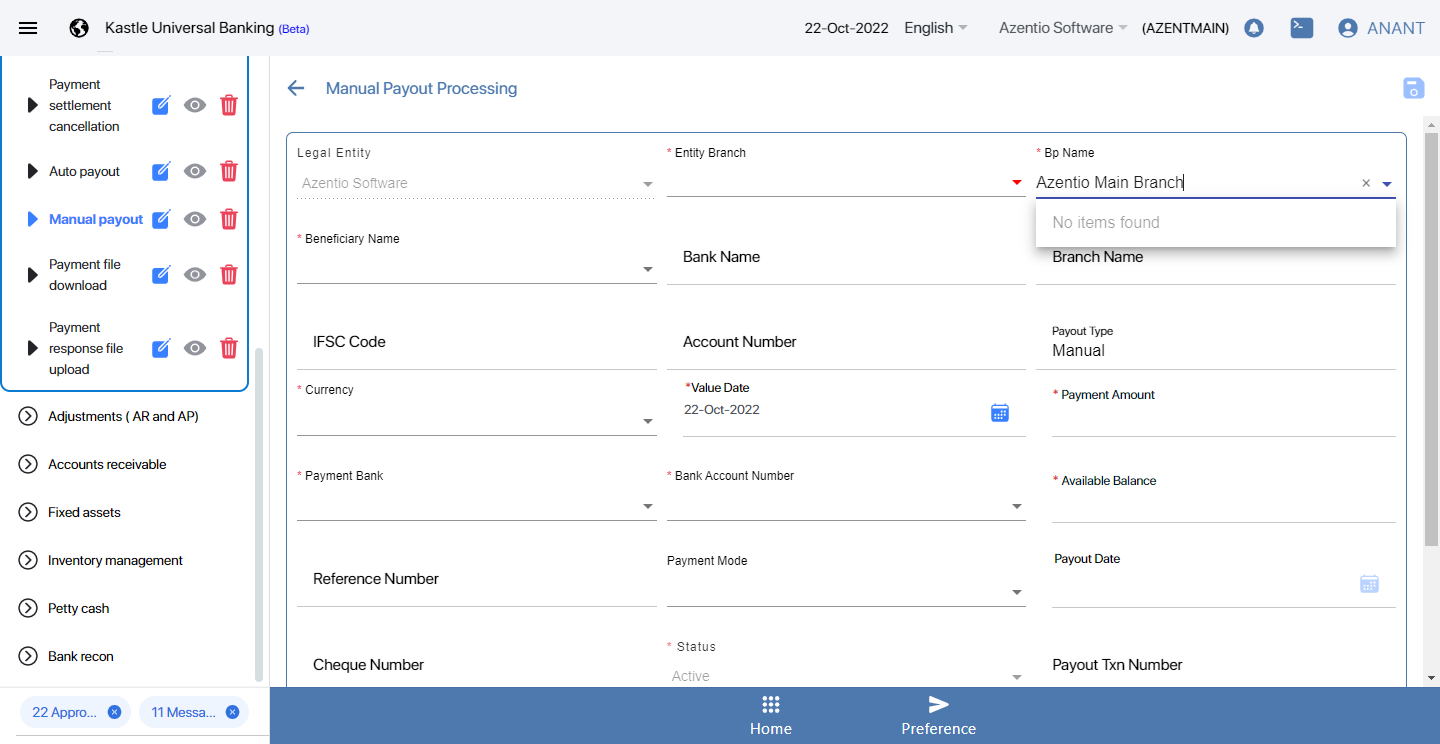 Kastle Universal Banking (Beta)
22-Oct-2022
English
Azentio Software
(AZENTMAIN)
ANANT
Payment
settlement
cancellation
Auto payout
Manual payout
Payment file
download
Payment
response file
upload
Adjustments ( AR and AP)
Accounts receivable
Fixed assets
Inventory management
Petty cash
Bank recon
22 Appro...
11 Messa...
Manual Payout Processing
Legal Entity
Azentio Software
* Entity Branch
* Bp Name
Azentio Main Branch
No items found
* Beneficiary Name
Bank Name
Branch Name
IFSC Code
Account Number
Payout Type
Manual
* Currency
*Value Date
22-Oct-2022
* Payment Amount
* Payment Bank
* Bank Account Number
* Available Balance
Reference Number
Payment Mode
Payout Date
Cheque Number
* Status
Active
Payout Txn Number
Home
Preference